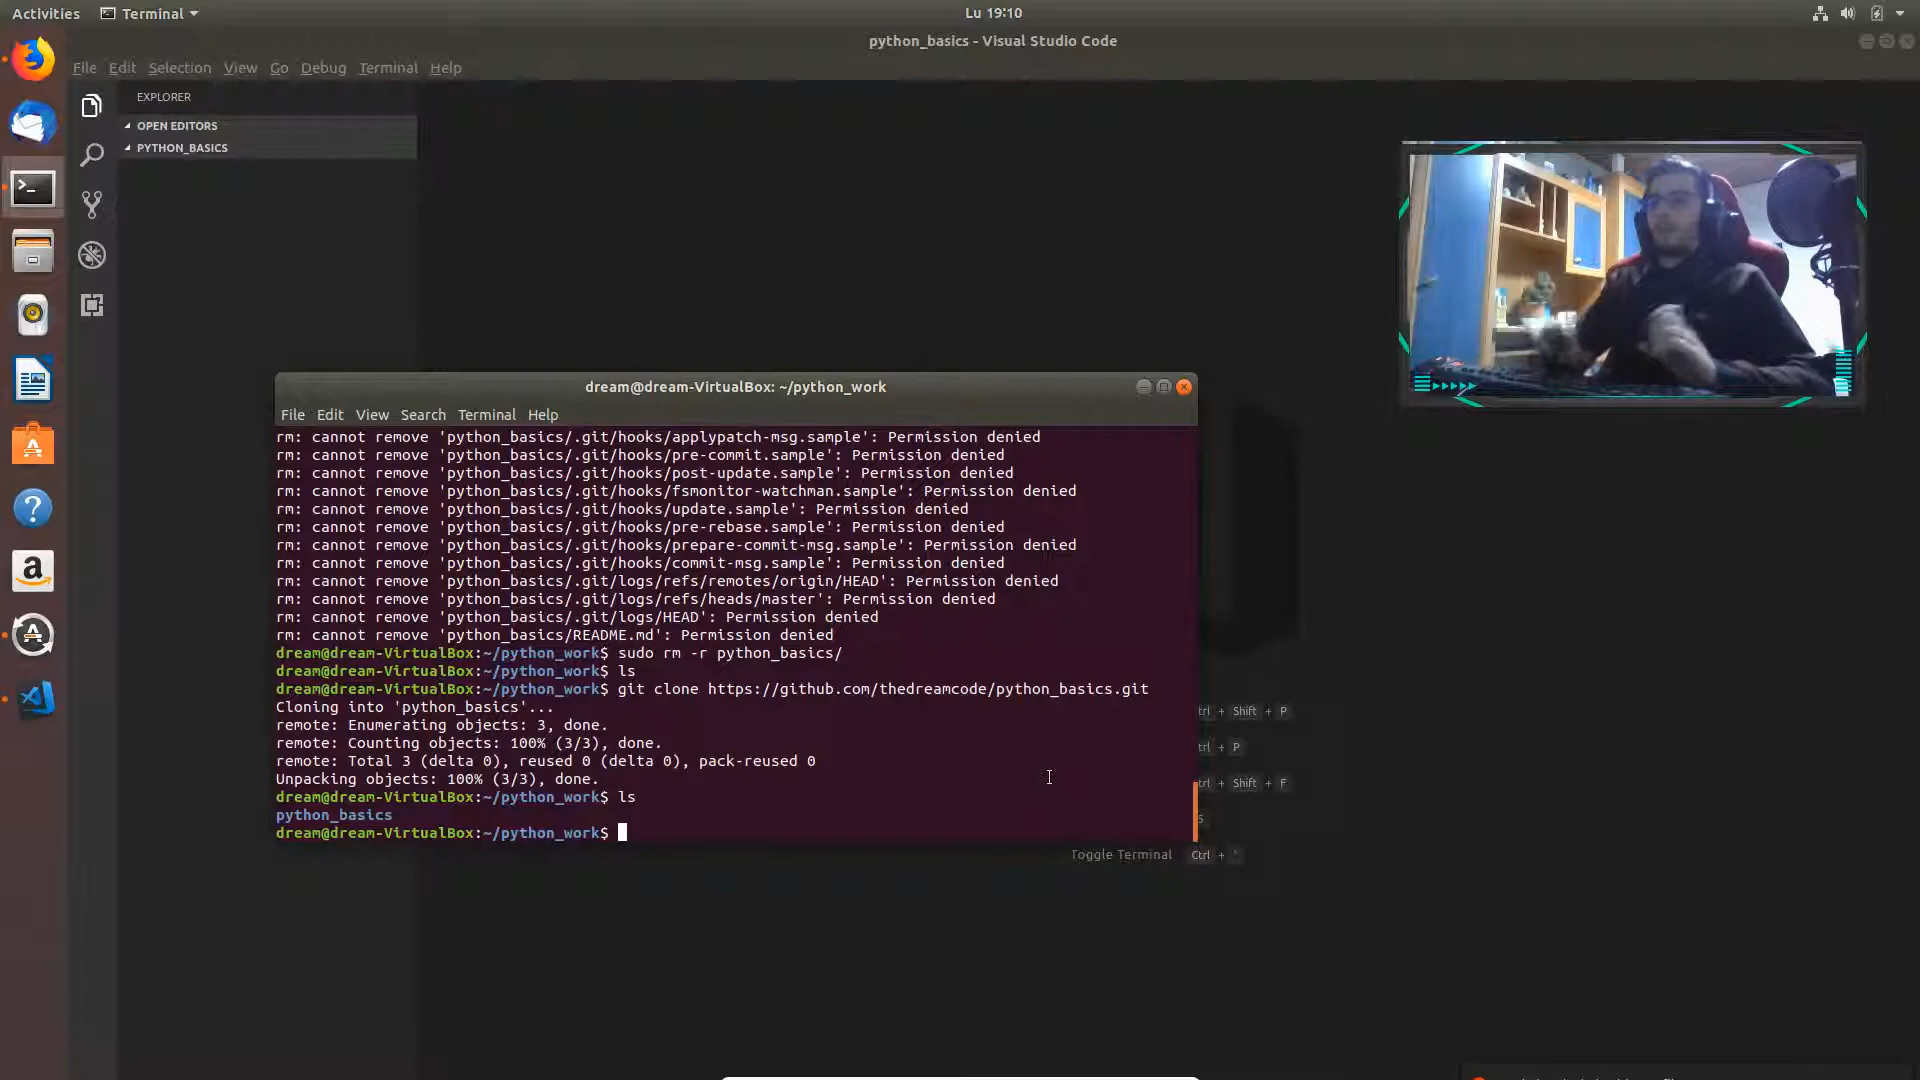 Activities
Terminal
Lu 19:10
python_basics - Visual Studio Code
File Edit Selection View Go Debug Terminal Help
EXPLORER
OPEN EDITORS
PYTHON_BASICS
dream@dream-VirtualBox: ~/python_work
File Edit View Search Terminal Help
rm: cannot remove 'python_basics/.git/hooks/applypatch-msg.sample': Permission denied
rm: cannot remove 'python_basics/.git/hooks/pre-commit.sample': Permission denied
rm: cannot remove 'python_basics/.git/hooks/post-update.sample': Permission denied
rm: cannot remove 'python_basics/.git/hooks/fsmonitor-watchman.sample': Permission denied
rm: cannot remove 'python_basics/.git/hooks/update.sample': Permission denied
rm: cannot remove 'python_basics/.git/hooks/pre-rebase.sample': Permission denied
rm: cannot remove 'python_basics/.git/hooks/prepare-commit-msg.sample': Permission denied
rm: cannot remove 'python_basics/.git/hooks/commit-msg.sample': Permission denied
rm: cannot remove 'python_basics/.git/logs/refs/remotes/origin/HEAD': Permission denied
rm: cannot remove 'python_basics/.git/logs/refs/heads/master': Permission denied
rm: cannot remove 'python_basics/.git/logs/HEAD': Permission denied
rm: cannot remove 'python_basics/README.md': Permission denied
dream@dream-VirtualBox:~/python_work$ sudo rm -r python_basics/
dream@dream-VirtualBox:~/python_work$ ls
dream@dream-VirtualBox:~/python_work$ git clone https://github.com/thedreamcode/python_basics.git
Cloning into 'python_basics'...
remote: Enumerating objects: 3, done.
remote: Counting objects: 100% (3/3), done.
remote: Total 3 (delta 0), reused 0 (delta 0), pack-reused 0
Unpacking objects: 100% (3/3), done.
dream@dream-VirtualBox:~/python_work$ ls
python_basics
dream@dream-VirtualBox:~/python_work$
+ Shift + P
+ P
+ Shift + F
Toggle Terminal Ctrl + `